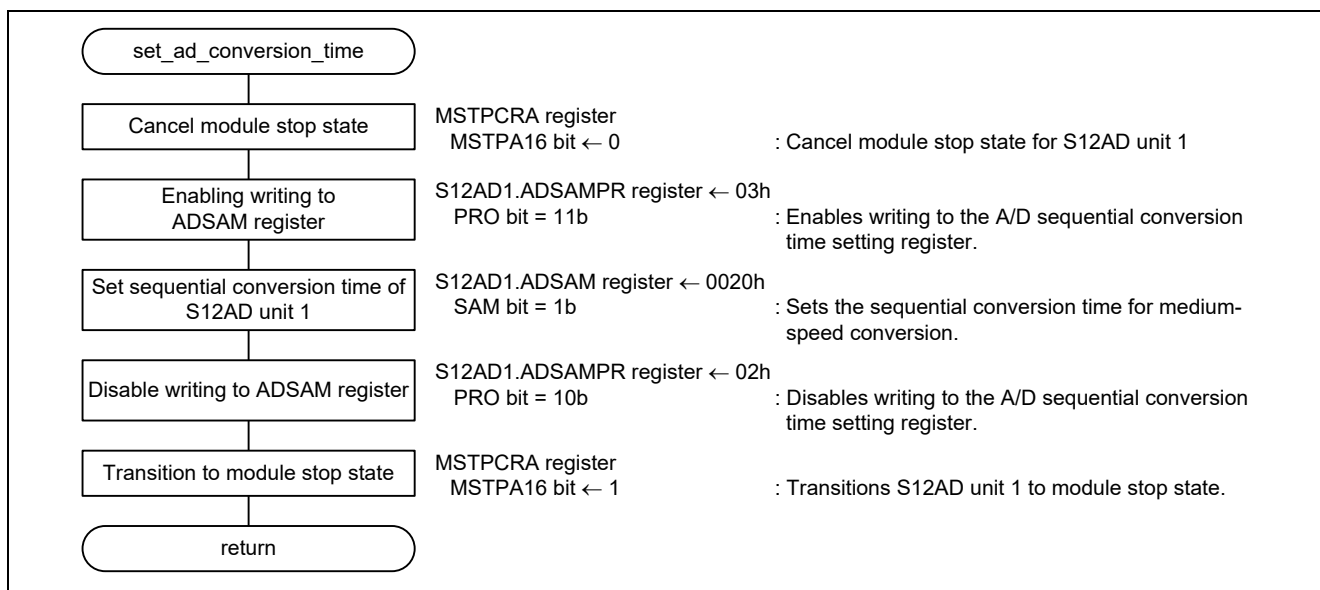 set_ad_conversion_time
Cancel module stop state
MSTPCRA register
MSTPA16 bit ← 0 : Cancel module stop state for S12AD unit 1
Enabling writing to
ADSAM register
S12AD1.ADSAMPR register ← 03h
PRO bit = 11b : Enables writing to the A/D sequential conversion
time setting register.
Set sequential conversion time of
S12AD unit 1
S12AD1.ADSAM register ← 0020h
SAM bit = 1b : Sets the sequential conversion time for medium-
speed conversion.
Disable writing to ADSAM register
S12AD1.ADSAMPR register ← 02h
PRO bit = 10b : Disables writing to the A/D sequential conversion
time setting register.
Transition to module stop state
MSTPCRA register
MSTPA16 bit ← 1 : Transitions S12AD unit 1 to module stop state.
return